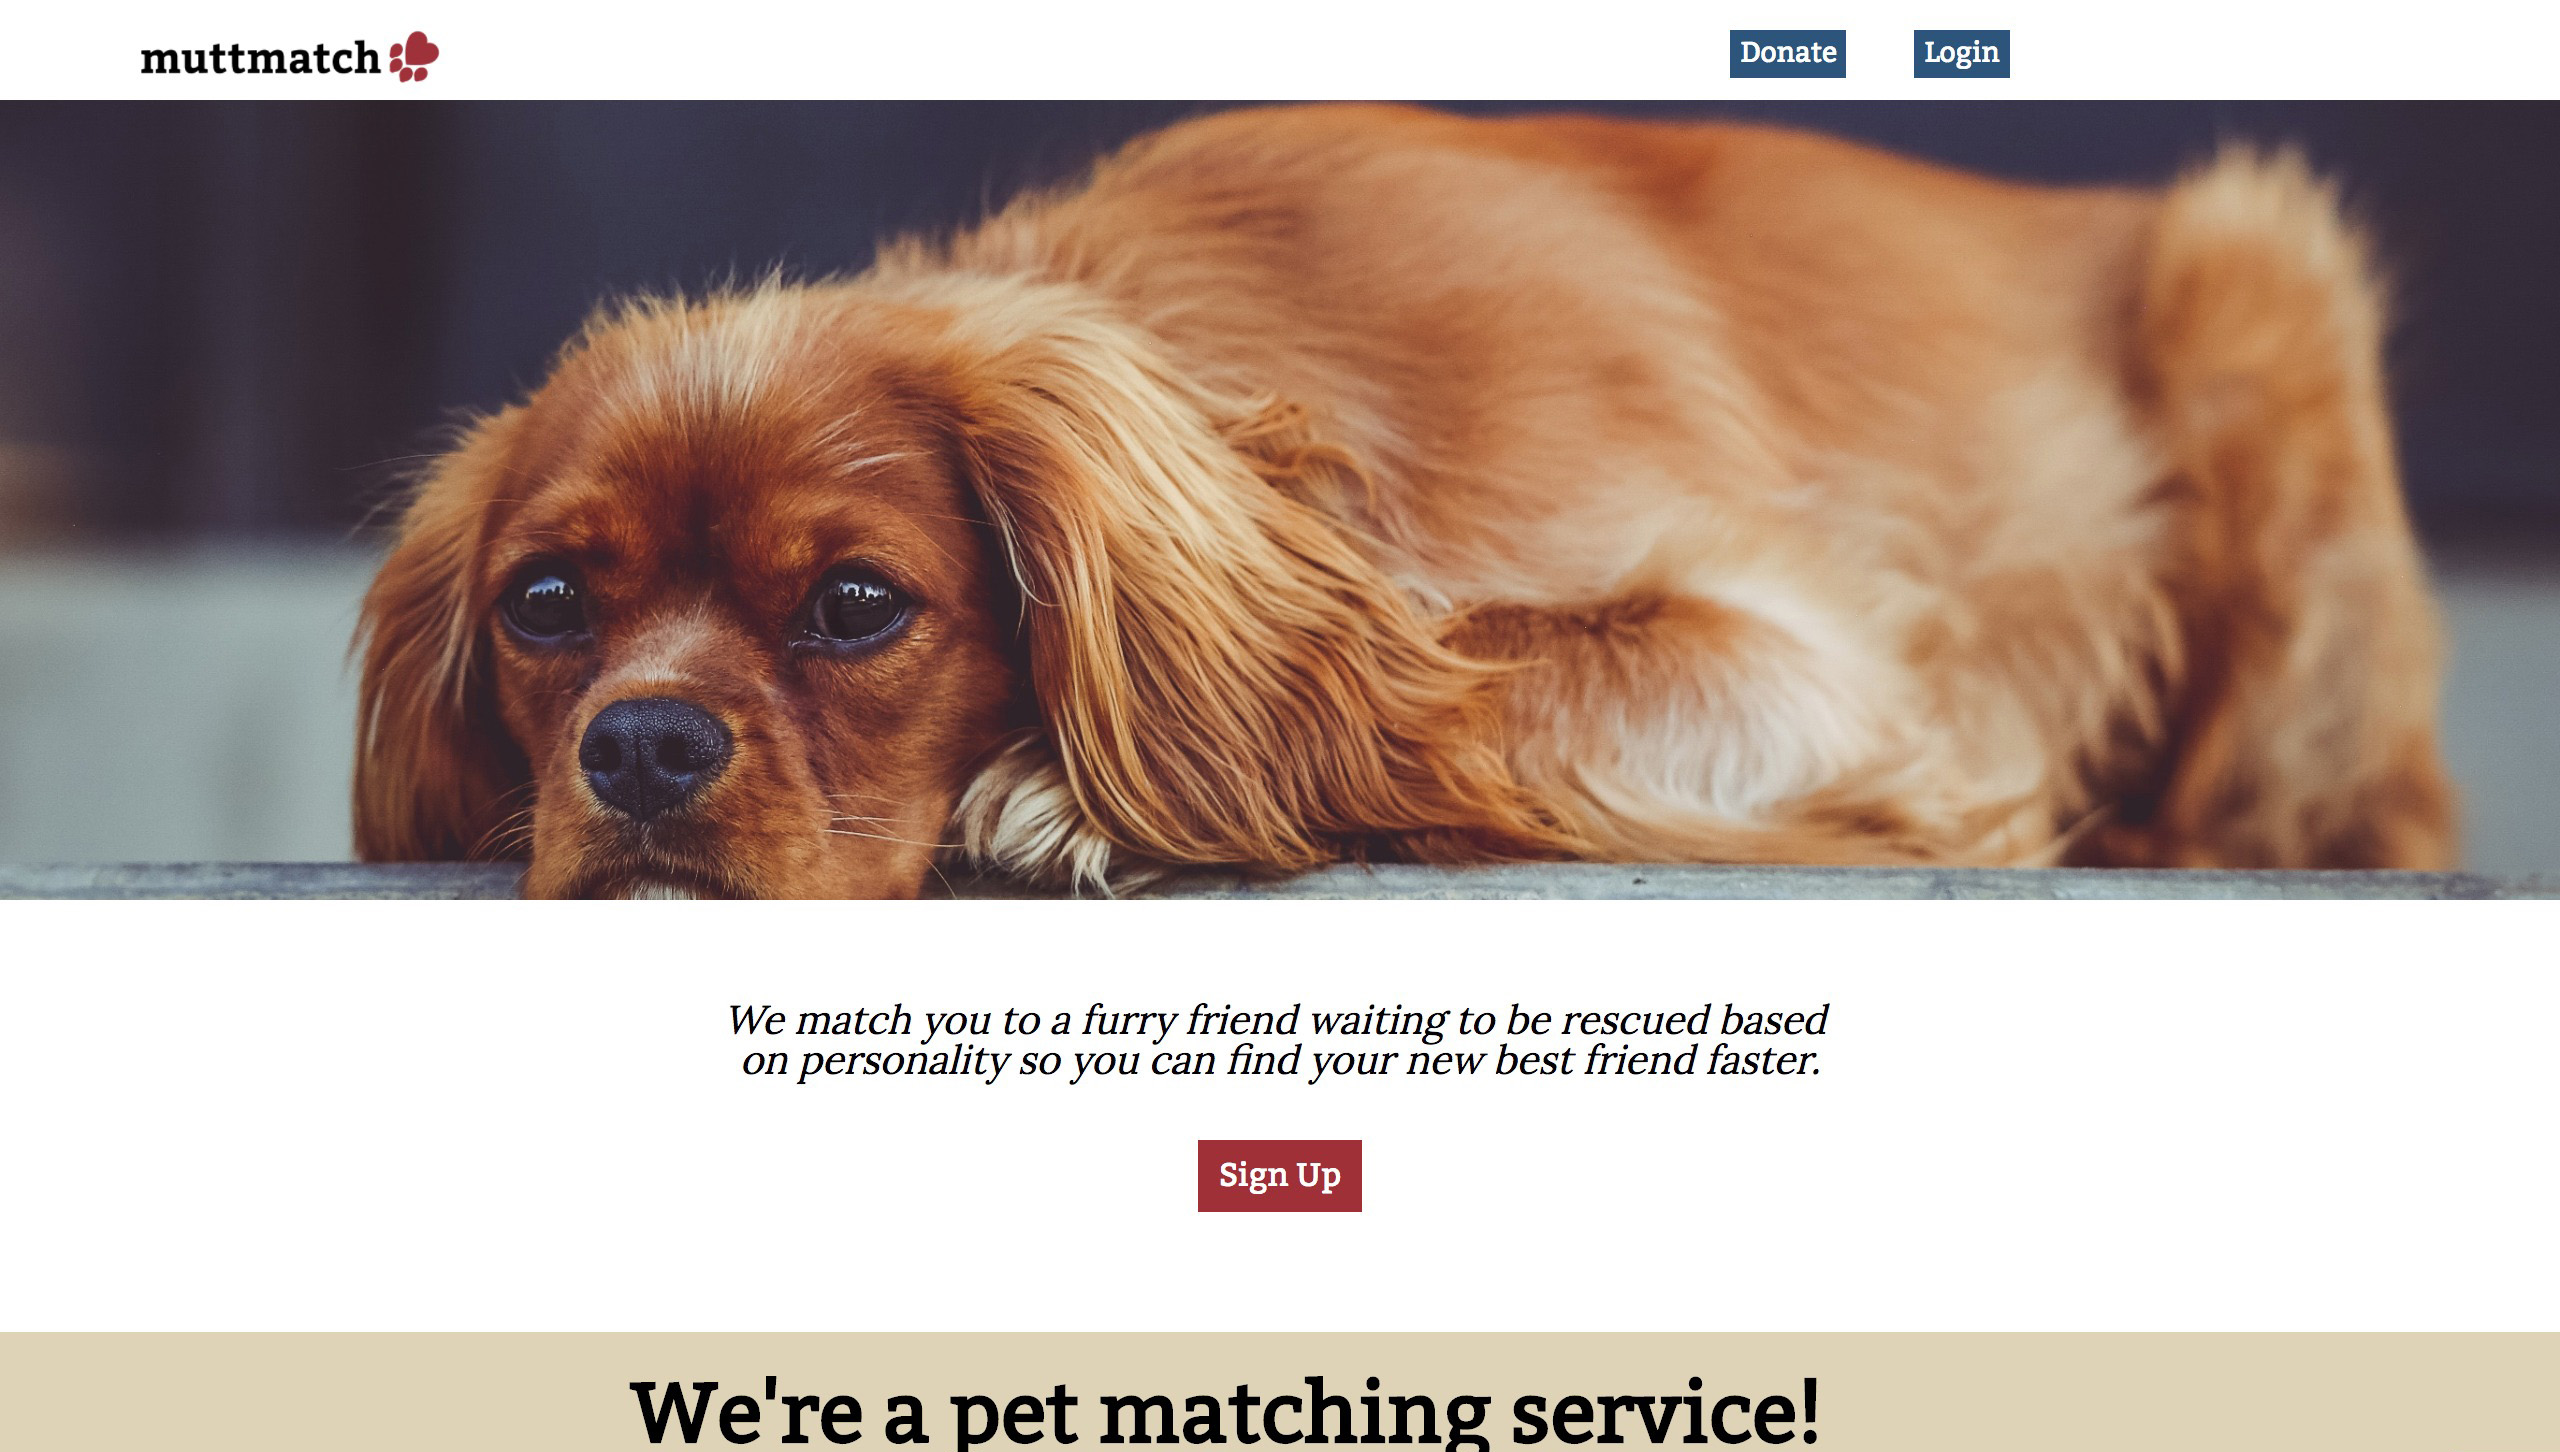 muttmatch
Donate
Login
We match you to a furry friend waiting to be rescued based
on personality so you can find your new best friend faster.
Sign Up
We're a pet matching service!